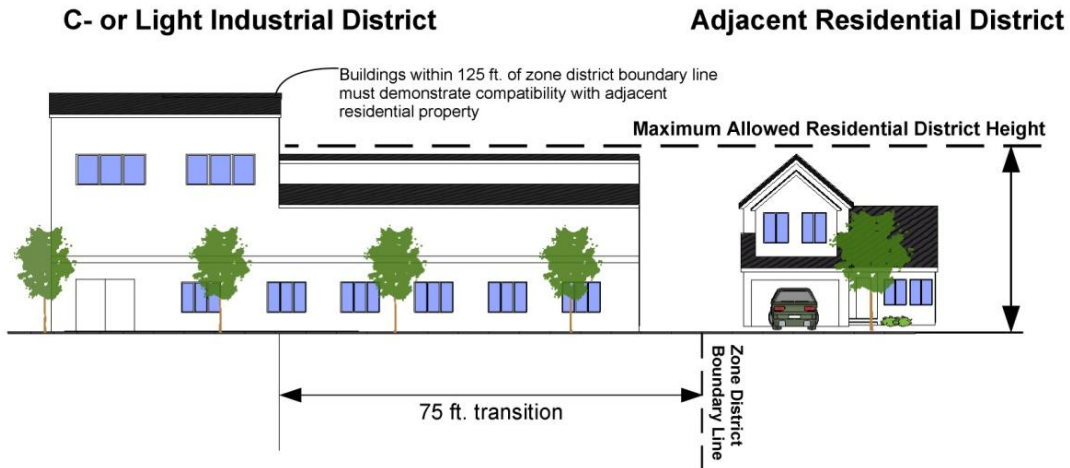 C- or Light Industrial District
Adjacent Residential District
Buildings within 125 ft. of zone district boundary line
must demonstrate compatibility with adjacent
residential property
Maximum Allowed Residential District Height
75 ft. transition
Zone District
Boundary Line